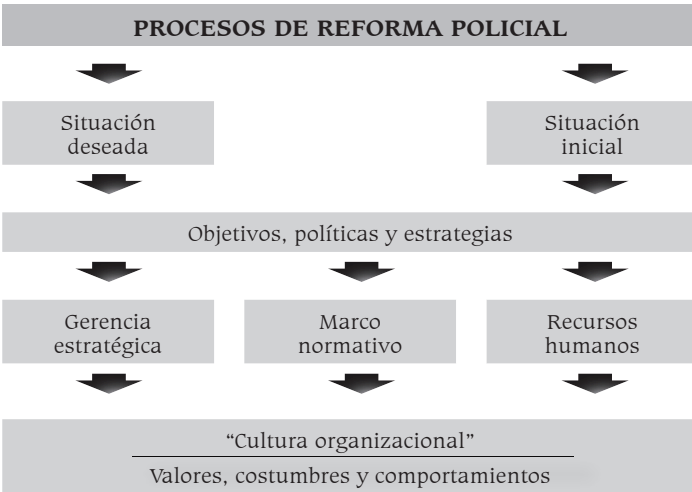 PROCESOS DE REFORMA POLICIAL
Situación
deseada
Situación
inicial
Objetivos, políticas y estrategias
Gerencia
estratégica
Marco
normativo
Recursos
humanos
“Cultura organizacional”
Valores, costumbres y comportamientos